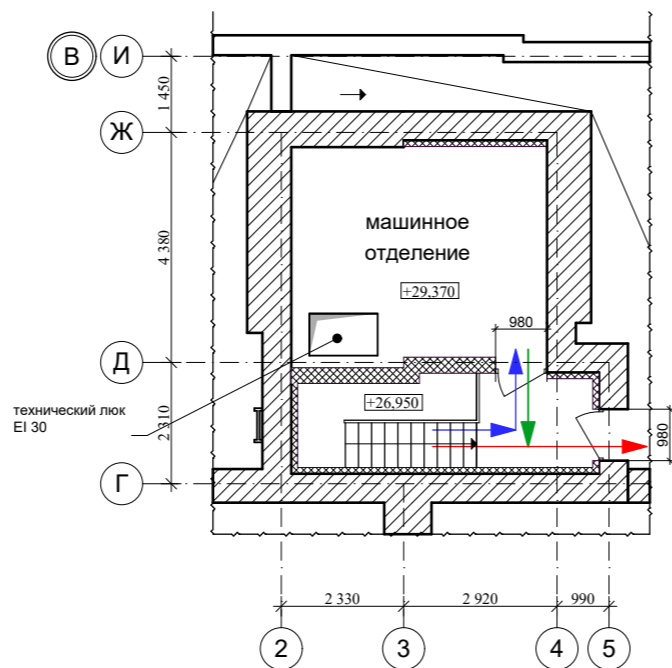 В И
1 450
Ж
4 380
машинное
отделение
+29,370
980
Д
технический люк
EI 30
2 310
+26,950
980
Г
2 330
2 920
990
2
3
4
5